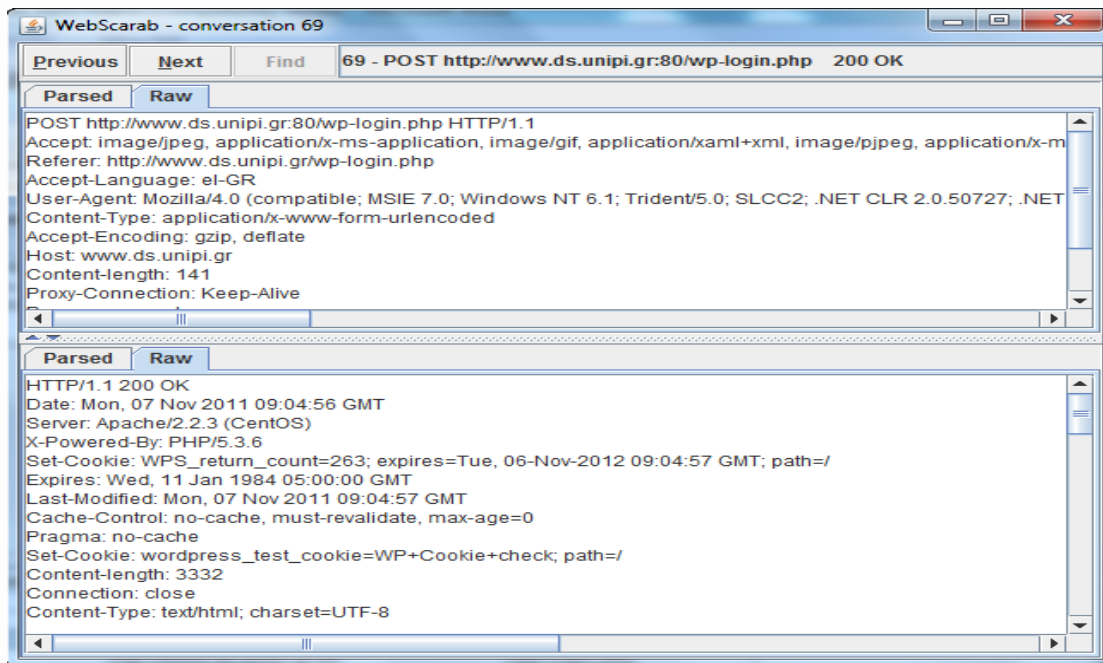 WebScarab - conversation 69
Previous Next Find 69 - POST http://www.ds.unipi.gr:80/wp-login.php 200 OK
Parsed Raw
POST http://www.ds.unipi.gr:80/wp-login.php HTTP/1.1
Accept: image/jpeg, application/x-ms-application, image/gif, application/xaml+xml, image/pjpeg, application/x-m
Referer: http://www.ds.unipi.gr/wp-login.php
Accept-Language: el-GR
User-Agent: Mozilla/4.0 (compatible; MSIE 7.0; Windows NT 6.1; Trident/5.0; SLCC2; .NET CLR 2.0.50727; .NET
Content-Type: application/x-www-form-urlencoded
Accept-Encoding: gzip, deflate
Host: www.ds.unipi.gr
Content-length: 141
Proxy-Connection: Keep-Alive
Parsed Raw
HTTP/1.1 200 OK
Date: Mon, 07 Nov 2011 09:04:56 GMT
Server: Apache/2.2.3 (CentOS)
X-Powered-By: PHP/5.3.6
Set-Cookie: WPS_return_count=263; expires=Tue, 06-Nov-2012 09:04:57 GMT; path=/
Expires: Wed, 11 Jan 1984 05:00:00 GMT
Last-Modified: Mon, 07 Nov 2011 09:04:57 GMT
Cache-Control: no-cache, must-revalidate, max-age=0
Pragma: no-cache
Set-Cookie: wordpress_test_cookie=WP+Cookie+check; path=/
Content-length: 3332
Connection: close
Content-Type: text/html; charset=UTF-8